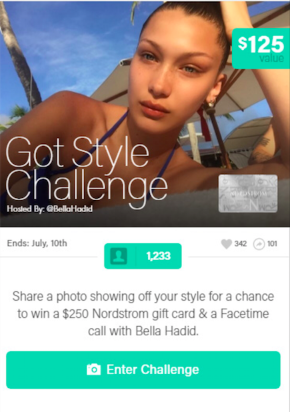 $125
value
Got Style
Challenge
Hosted By: @BellaHadid
N
Ends: July, 10th
1,233
342
101
Share a photo showing off your style for a chance
to win a $250 Nordstrom gift card & a Facetime
call with Bella Hadid.
Enter Challenge